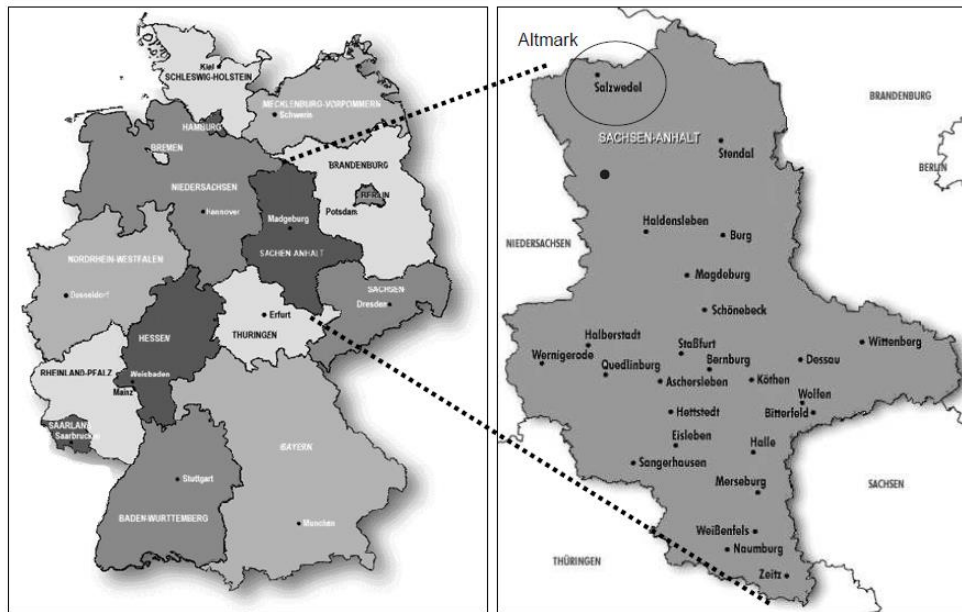 Kiel
SCHLESWIG-HOLSTEIN
MECKLENBURG-VORPOMMERN
Schwerin
HAMBURG
BREMEN
BRANDENBURG
NIEDERSACHSEN
BERLIN
Potsdam
Hannover
Madgeburg
NORDRHEIN-WESTFALEN
SACHEN ANHALT
Dusseldorf
SACHSEN
Dresden
Erfurt
HESSEN
THURINGEN
RHEINLAND-PFALZ
Weisbaden
Mainz
SAARLAND
Saarbrucken
BAYERN
Stuttgart
BADEN-WURTTEMBERG
Munchen
Altmark
Salzwedel
BRANDENBURG
SACHSEN-ANHALT
Stendal
BERLIN
Haldensleben
Burg
NIEDERSACHSEN
Magdeburg
Schönebeck
Halberstadt
Staßfurt
Wittenberg
Wernigerode
Bernburg
Dessau
Quedlinburg
Aschersleben
Köthen
Wolfen
Hettstedt
Bitterfeld
Eisleben
Halle
Sangerhausen
Merseburg
SACHSEN
Weißenfels
Naumburg
THÜRINGEN
Zeitz